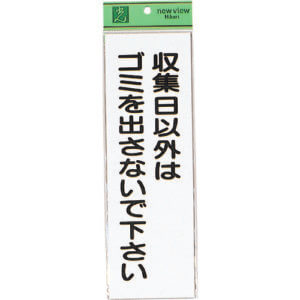 光
new view
Hikari
収集日以外は
ゴミを出さないで下さい